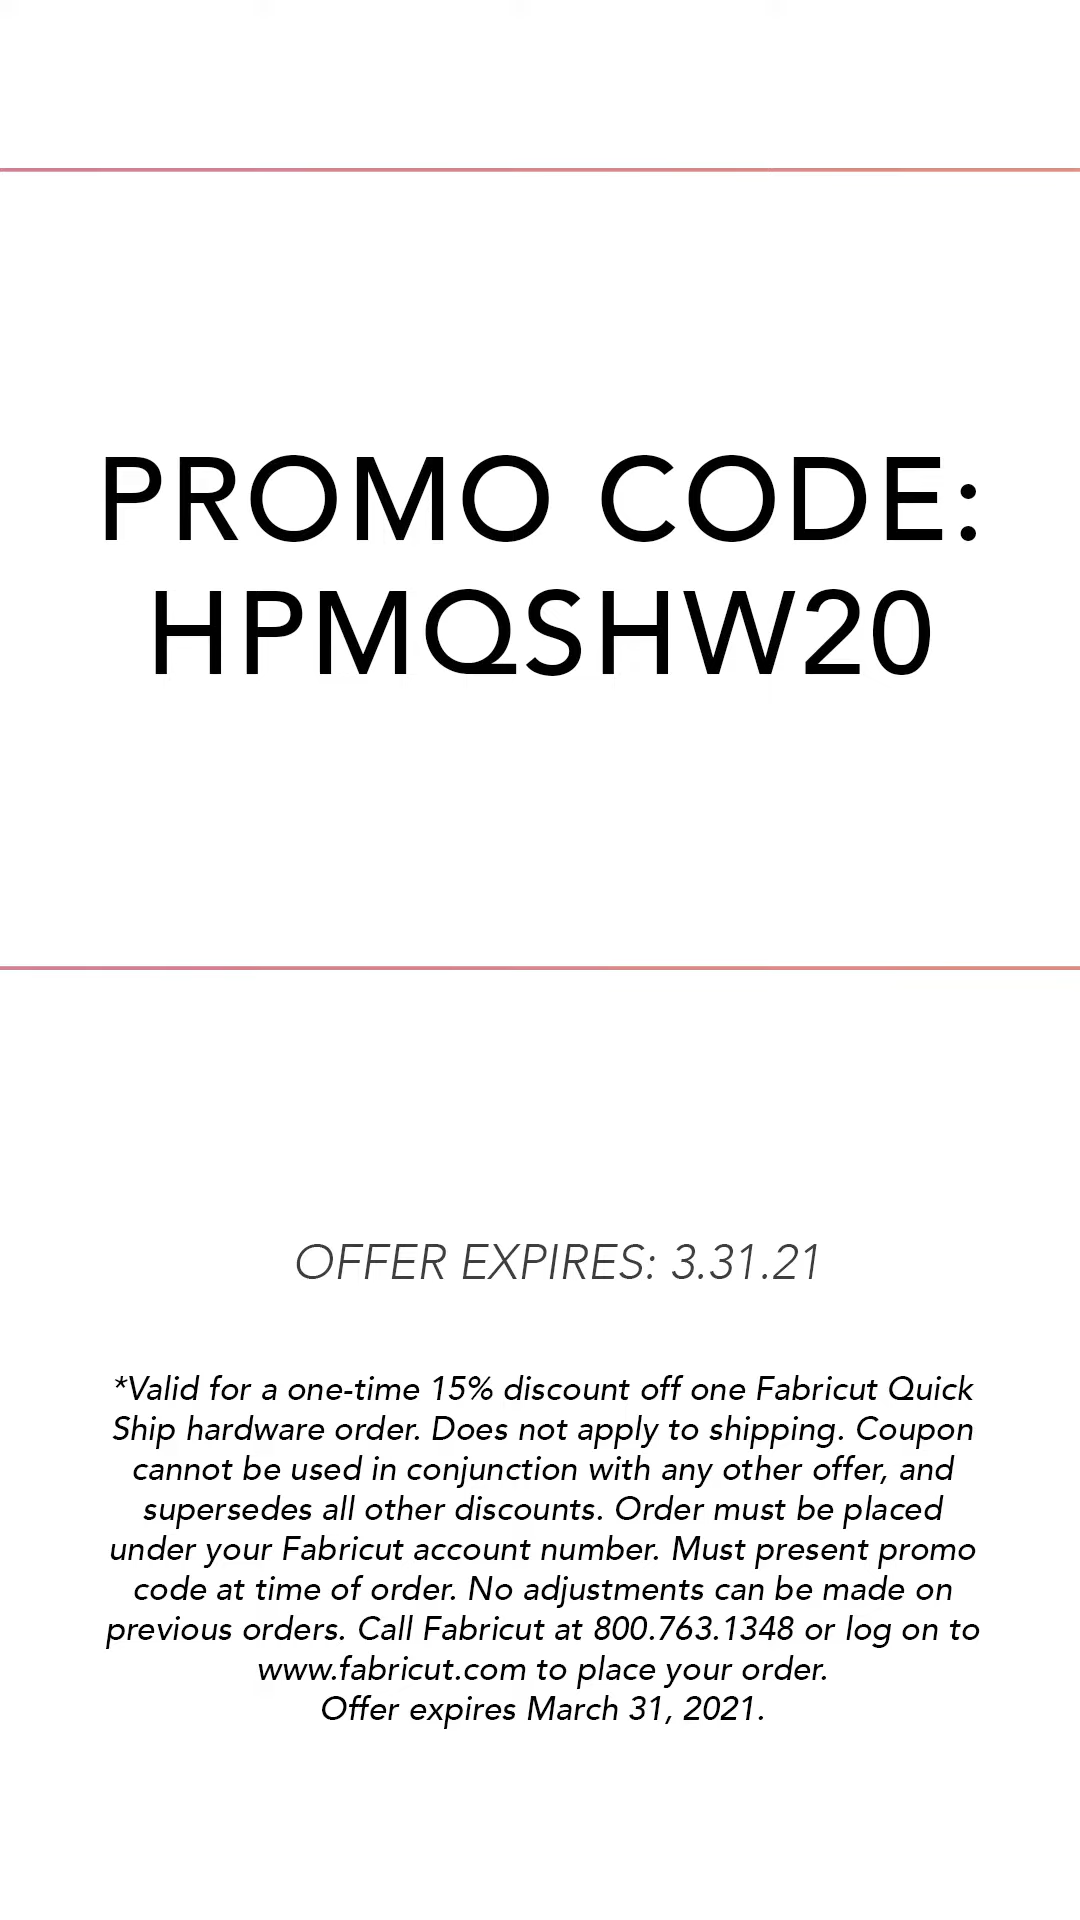 PROMO CODE:
HPMQSHW20
OFFER EXPIRES: 3.31.21
*Valid for a one-time 15% discount off one Fabricut Quick
Ship hardware order. Does not apply to shipping. Coupon
cannot be used in conjunction with any other offer, and
supersedes all other discounts. Order must be placed
under your Fabricut account number. Must present promo
code at time of order. No adjustments can be made on
previous orders. Call Fabricut at 800.763.1348 or log on to
www.fabricut.com to place your order.
Offer expires March 31, 2021.